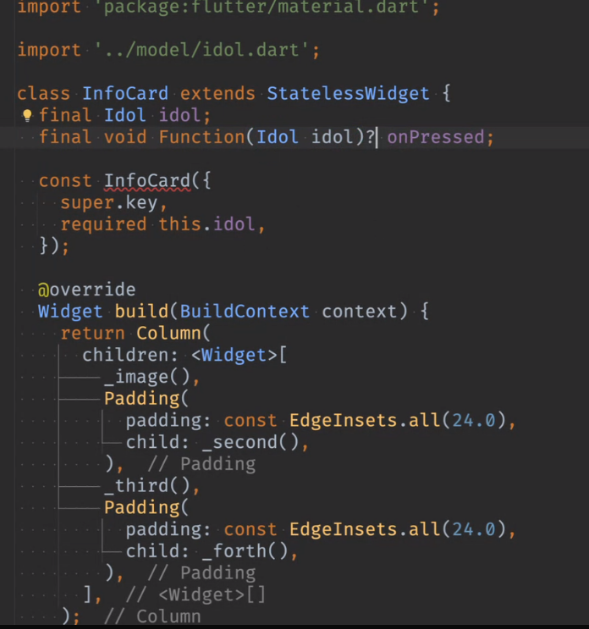 import 'package:flutter/material.dart';
import '../model/idol.dart';
class InfoCard extends StatelessWidget {
final Idol idol;
final void Function(Idol idol)? onPressed;
const InfoCard({
super.key,
required this.idol,
});
@override
Widget build(BuildContext context) {
return Column(
children: <Widget>[
_image(),
Padding(
padding: const EdgeInsets.all(24.0),
child: _second(),
), // Padding
_third(),
Padding(
padding: const EdgeInsets.all(24.0),
child: _forth(),
), // Padding
], // <Widget>[]
); // Column